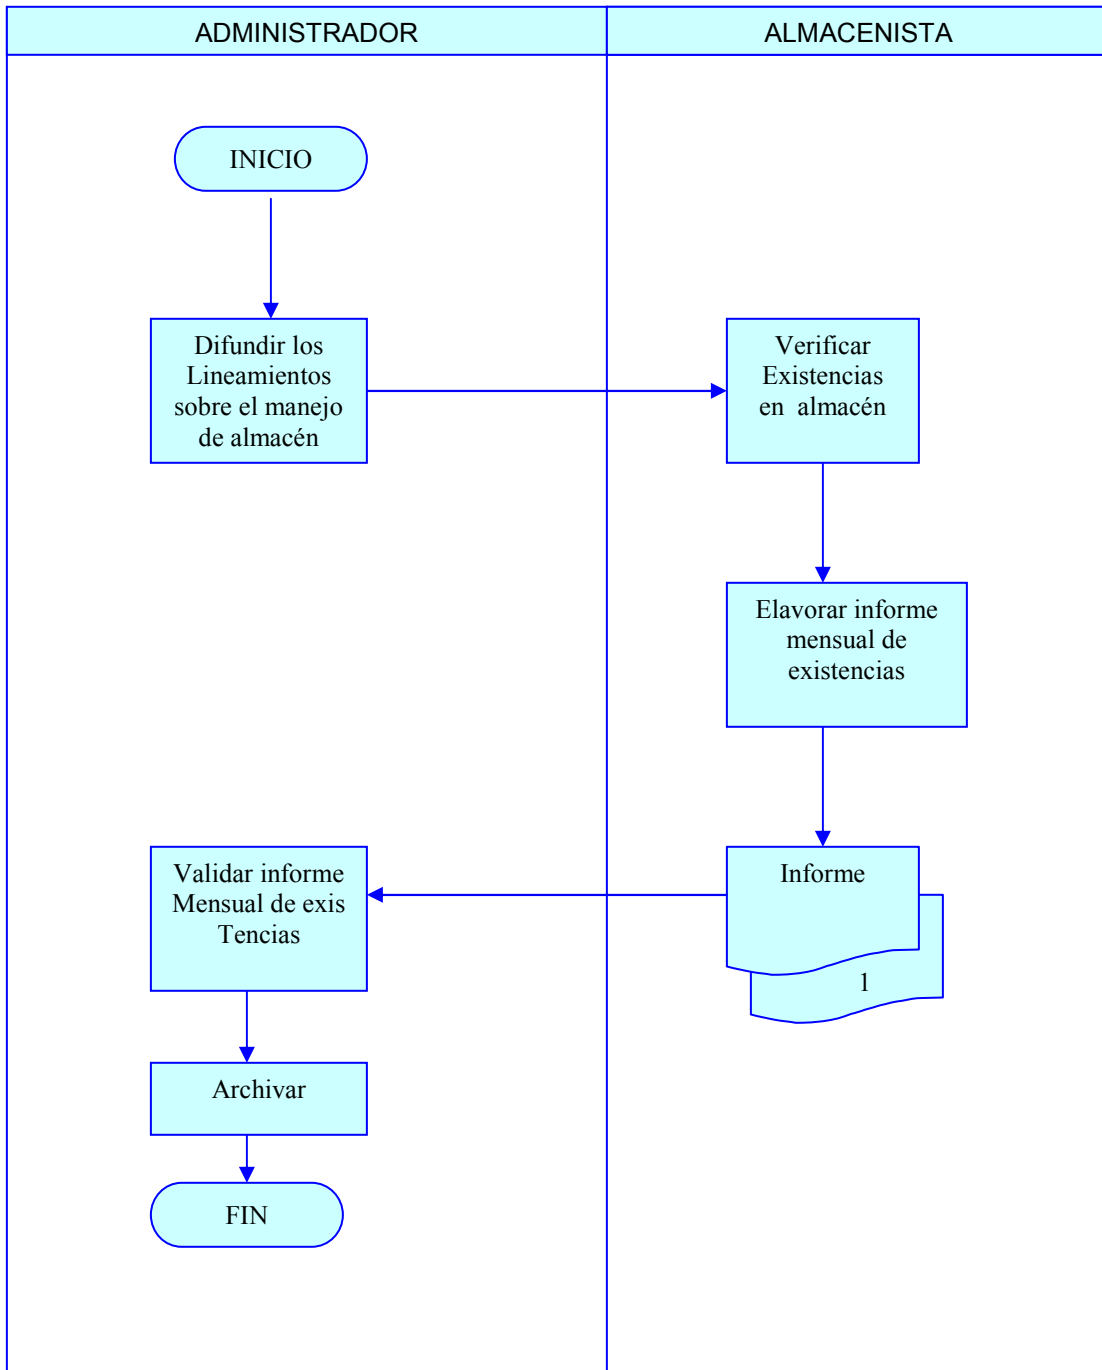 ADMINISTRADOR
ALMACENISTA
INICIO
Difundir los
Lineamientos
sobre el manejo
de almacén
Verificar
Existencias
en almacén
Elavorar informe
mensual de
existencias
Informe
1
Validar informe
Mensual de exis
Tencias
Archivar
FIN